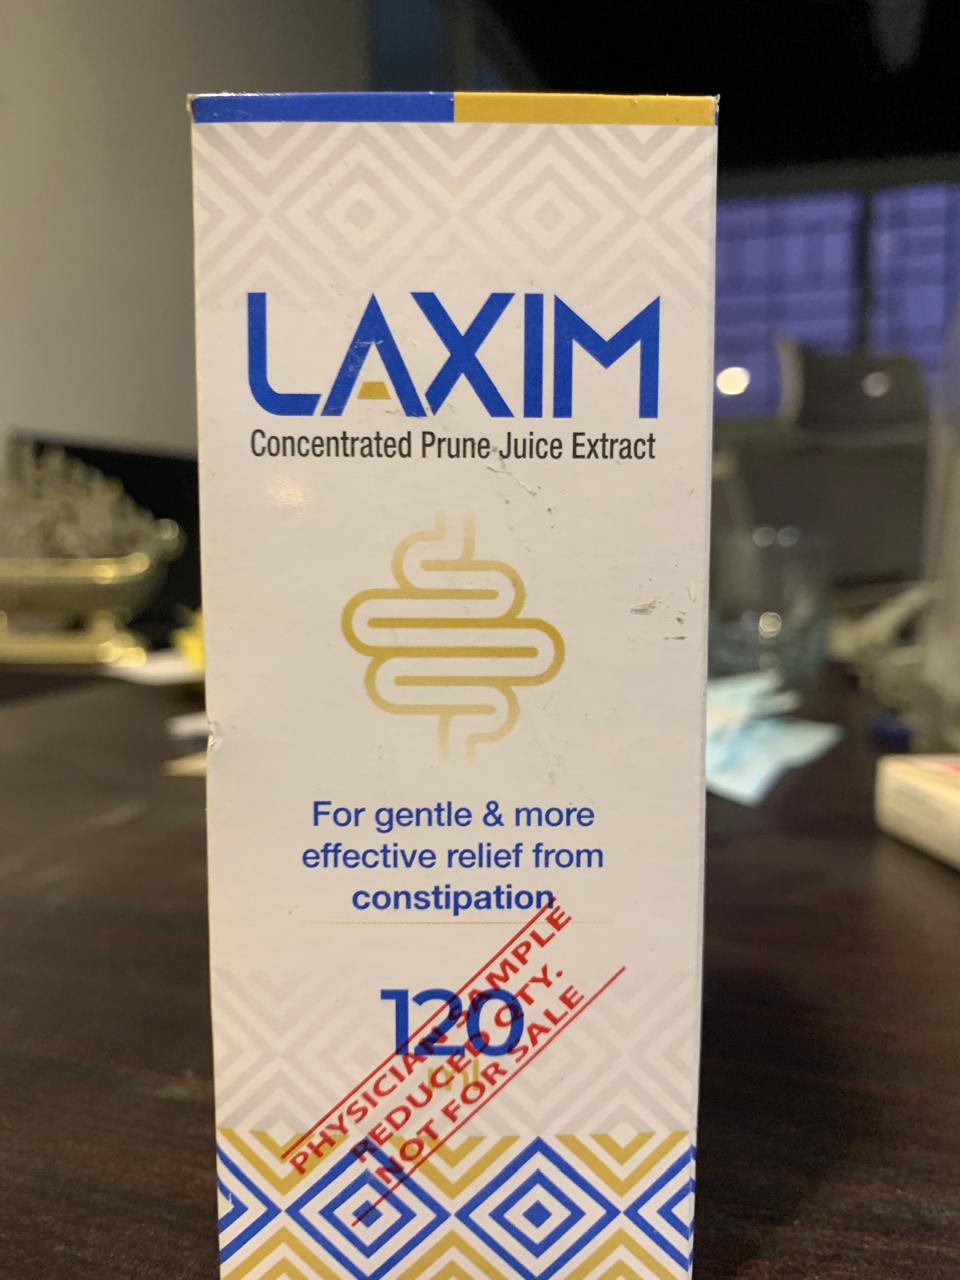 LAXIM
Concentrated Prune Juice Extract
For gentle & more
effective relief from
constipation
120
ml
PHYSICIAN SAMPLE
REDUCED QTY.
NOT FOR SALE